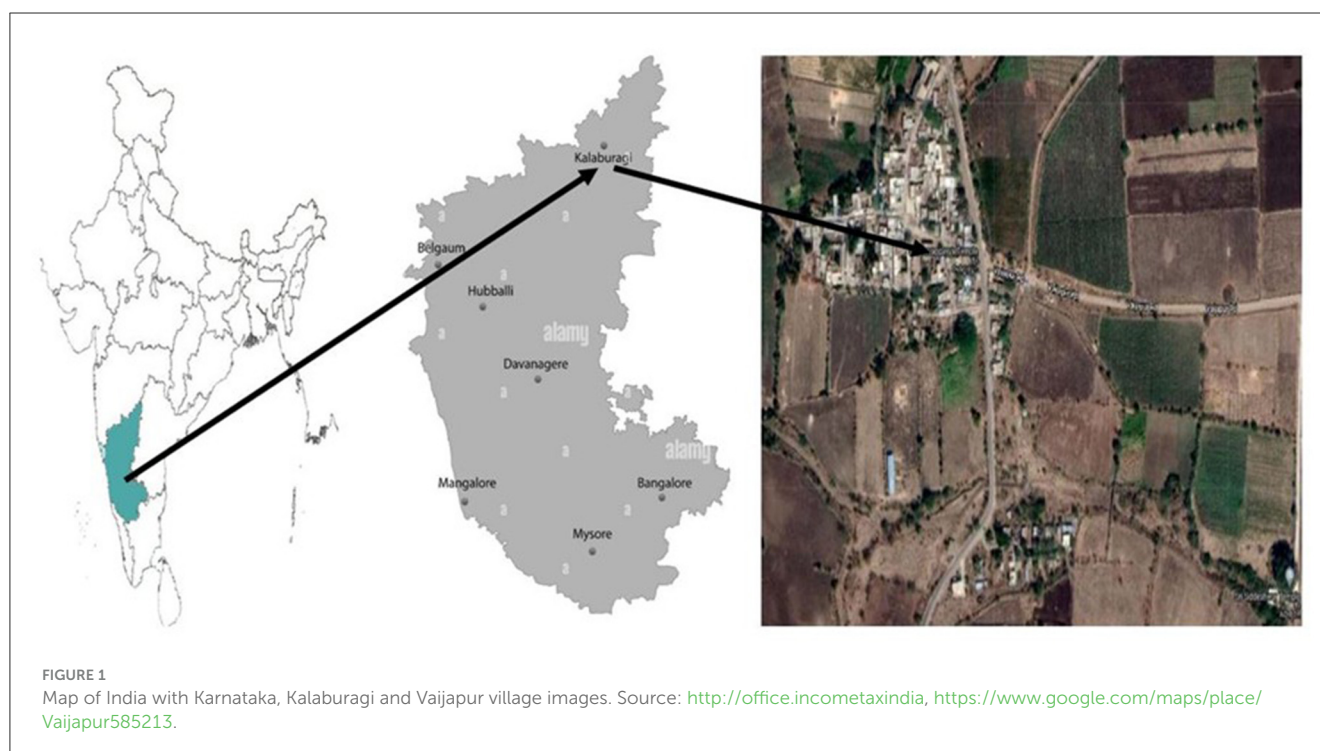 Kalaburagi
a
a
Belgaum
a
Hubballi
a
alamy
Davanagere
a
a
a
alamy
Mangalore
Bangalore
a
a
Mysore
a
FIGURE 1
Map of India with Karnataka, Kalaburagi and Vaijapur village images. Source: http://office.incometaxindia, https://www.google.com/maps/place/
Vaijapur585213.